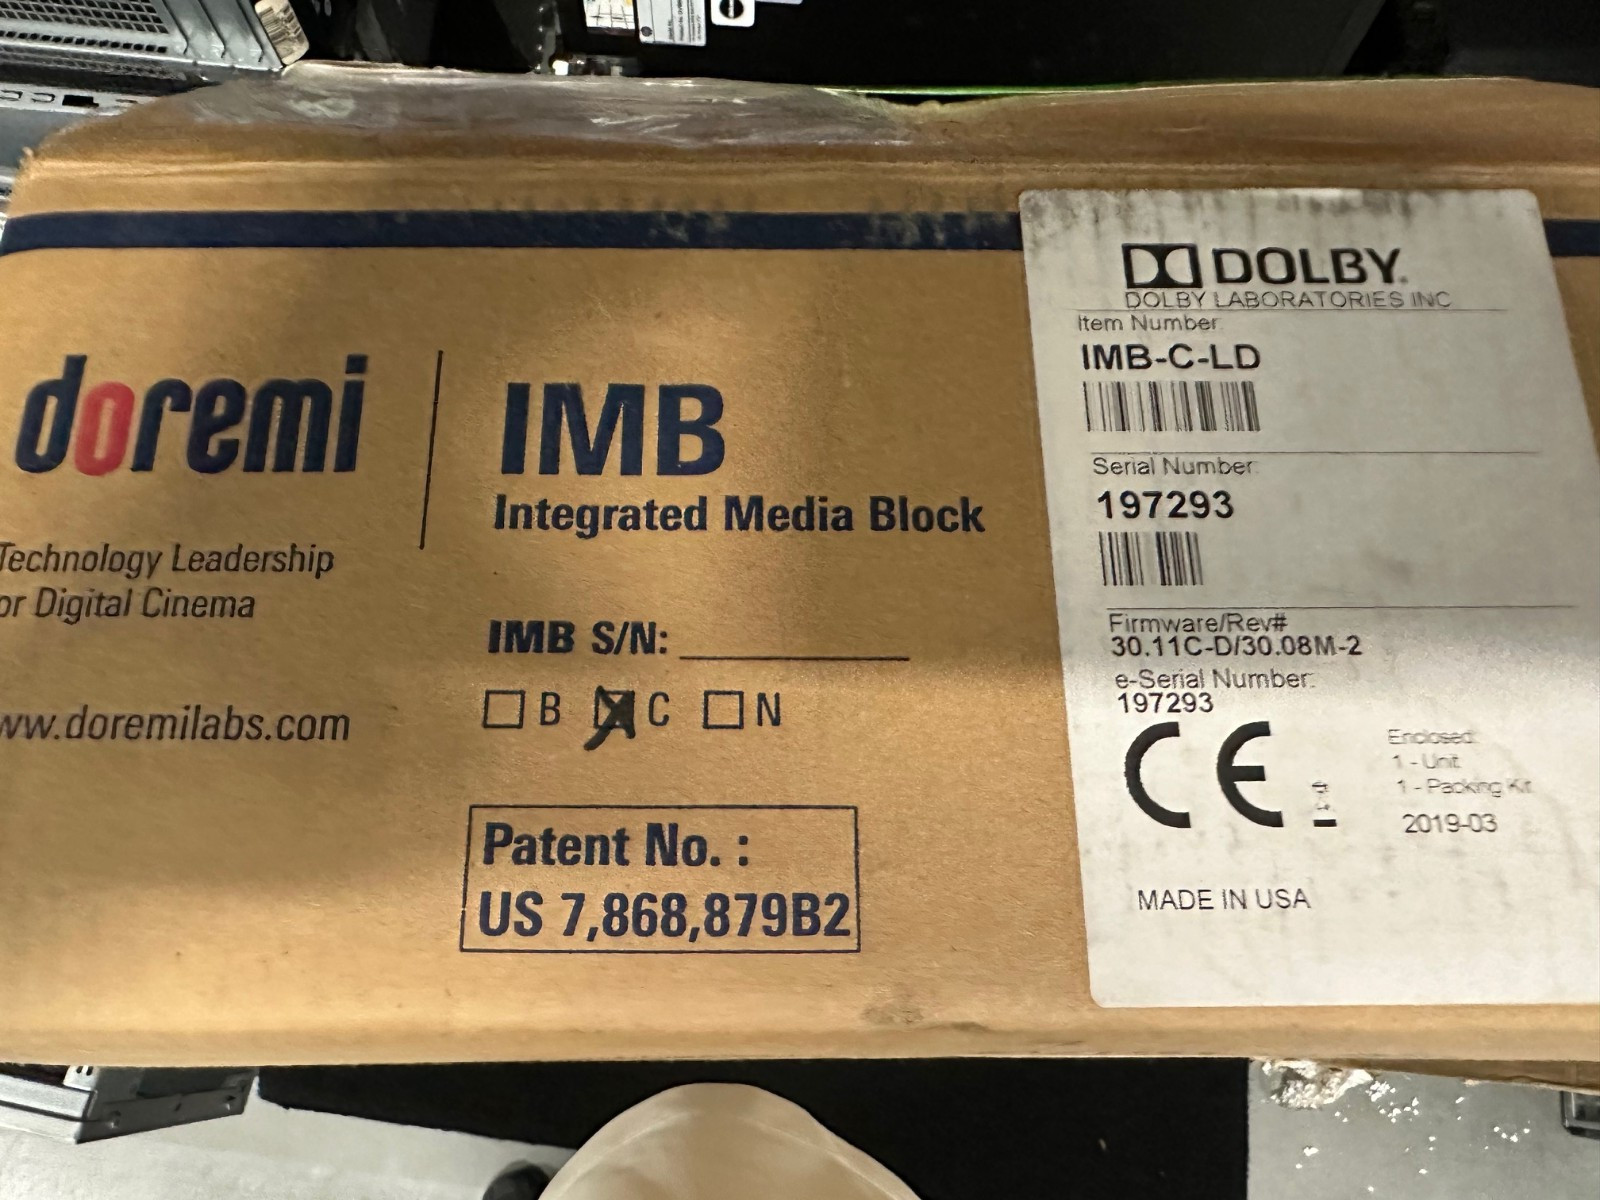 doremi
Technology Leadership
or Digital Cinema
ww.doremilabs.com
IMB
Integrated Media Block
IMB S/N:
B C N
Patent No. :
US 7,868,879B2
DOLBY
DOLBY LABORATORIES INC
Item Number:
IMB-C-LD
Serial Number:
197293
Firmware/Rev#
30.11C-D/30.08M-2
e-Serial Number:
197293
CE
Enclosed:
1 - Unit
1 - Packing Kit
2019-03
MADE IN USA